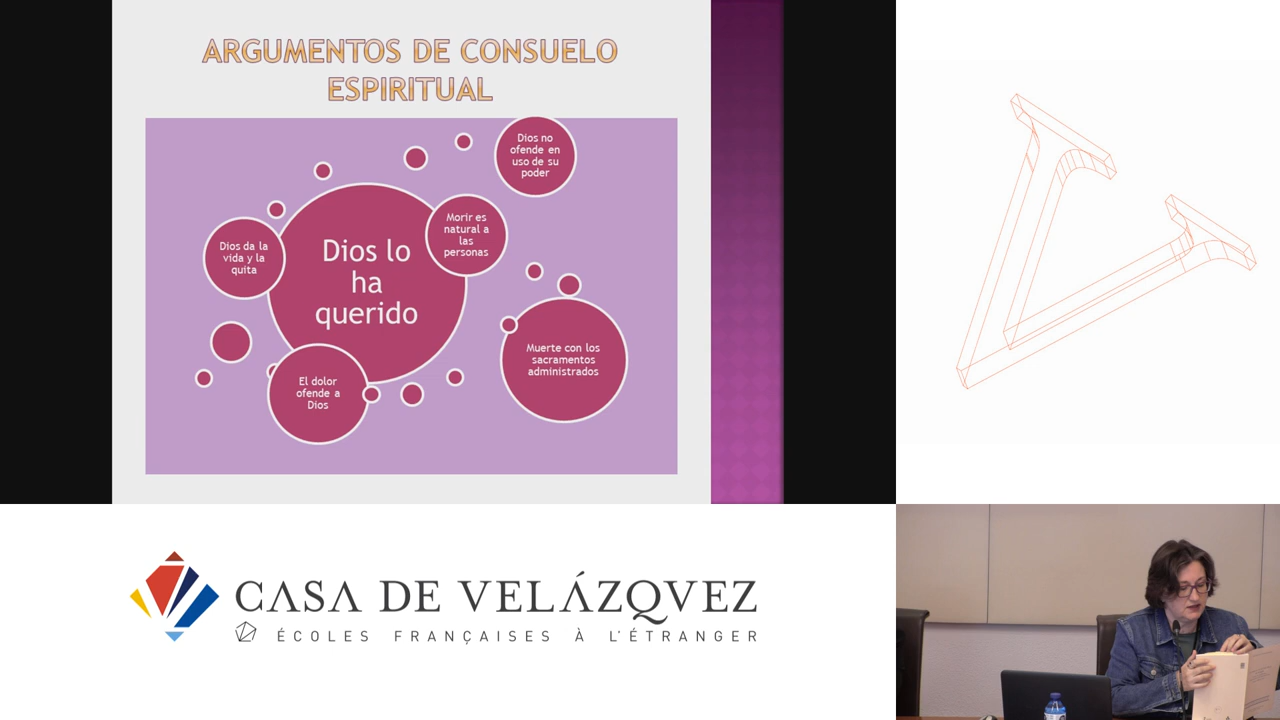 ARGUMENTOS DE CONSUELO
ESPIRITUAL
Dios no
ofende en
uso de su
poder
Morir es
natural a
las
personas
Dios da la
vida y la
quita
Dios lo
ha
querido
Muerte con los
sacramentos
administrados
El dolor
ofende a
Dios
CASA DE VELÁZQVEZ
ÉCOLES FRANÇAISES À L'ÉTRANGER